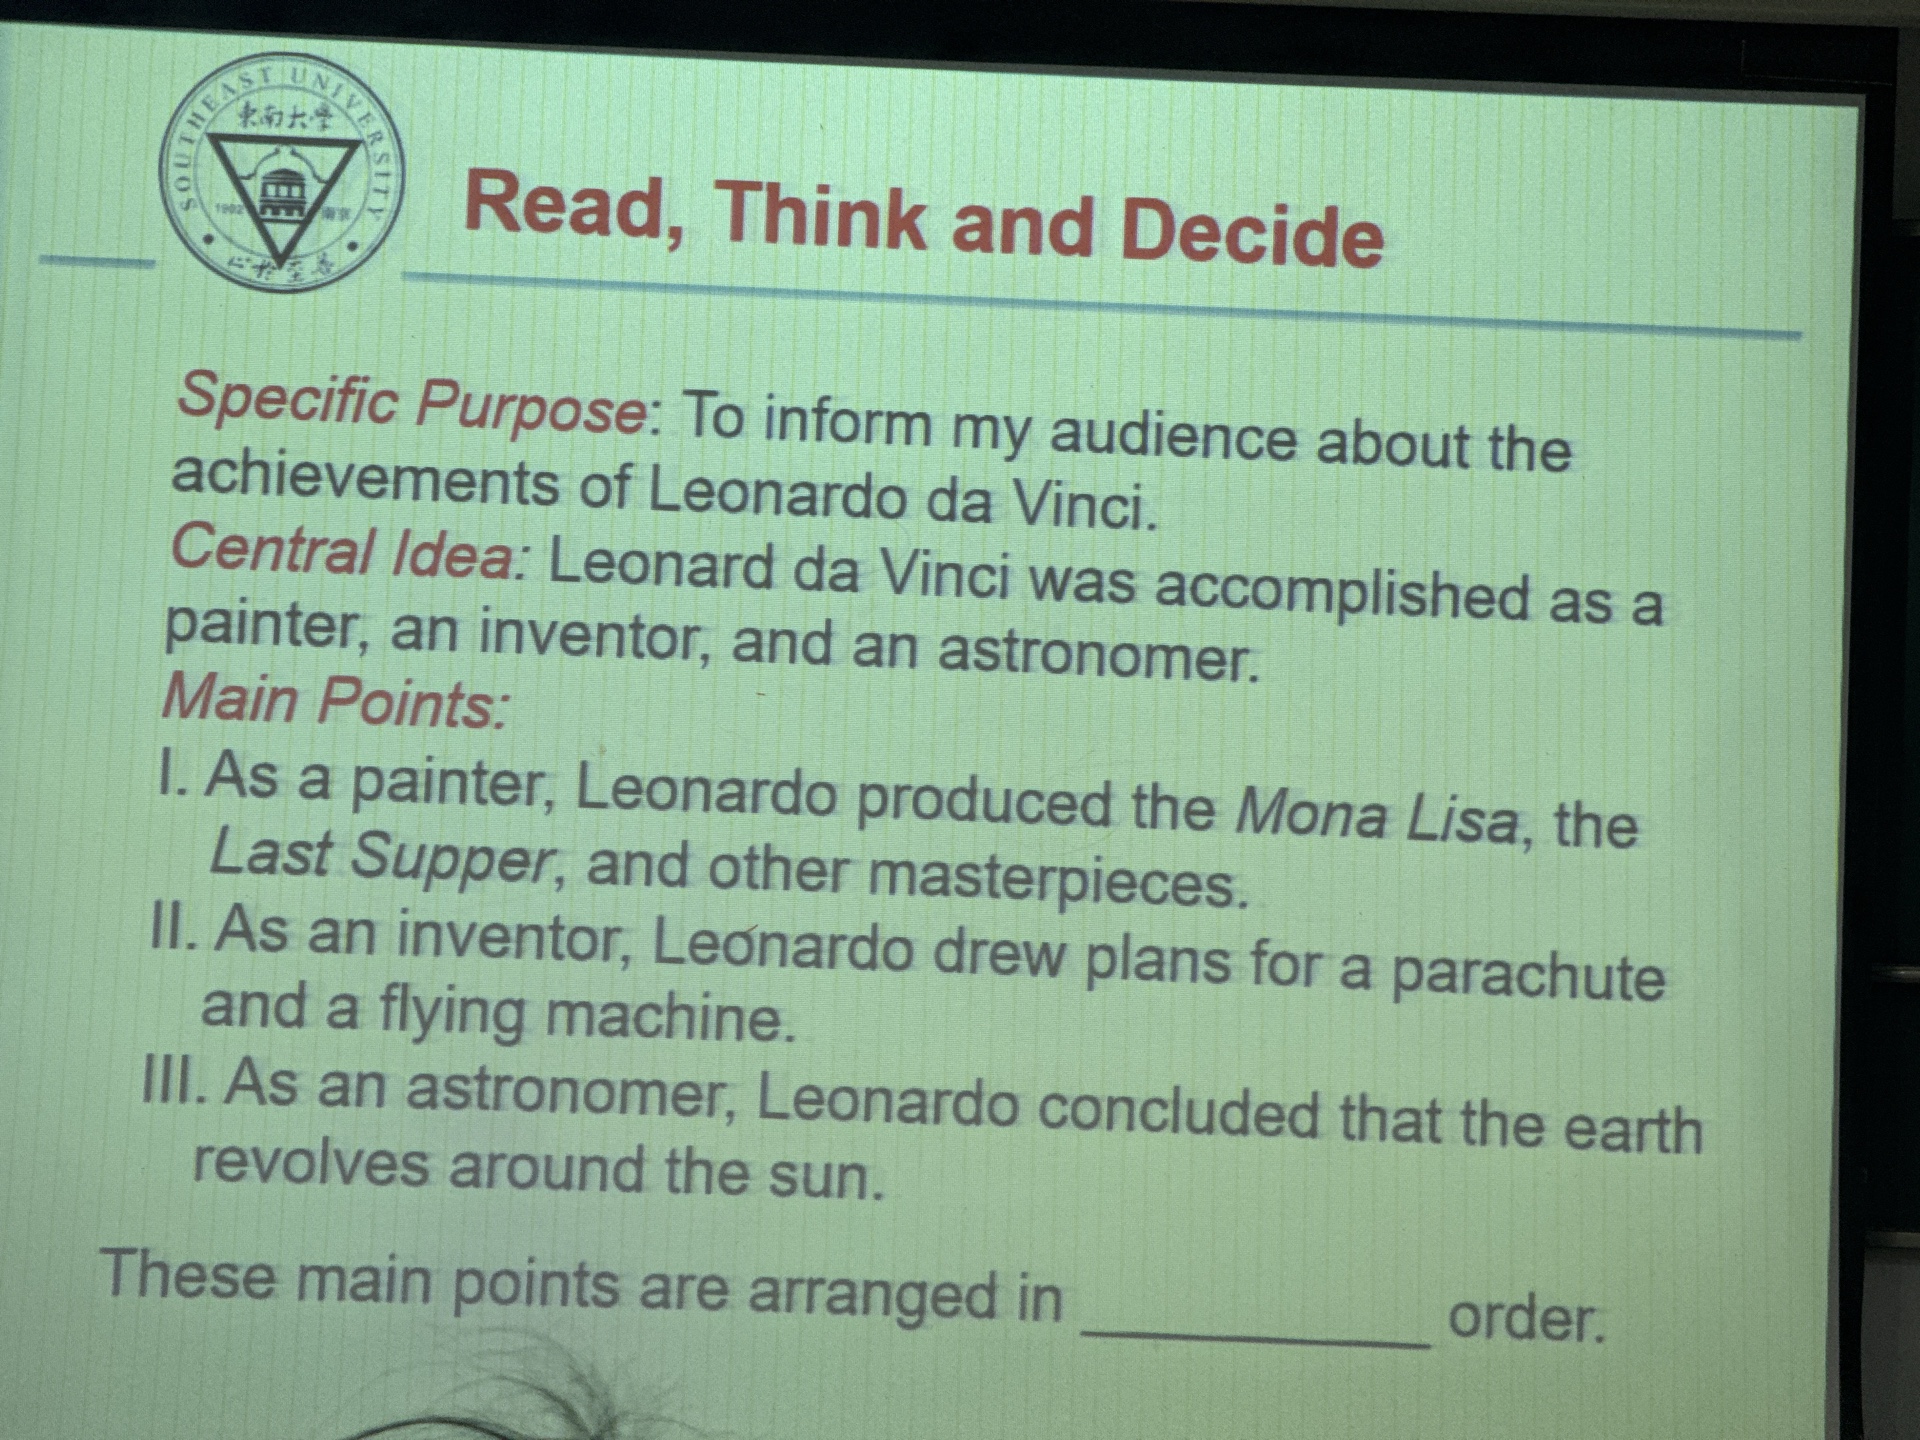 SOUTHEAST UNIVERSITY
東南大學
1902 南京
止於至善
Read, Think and Decide
Specific Purpose: To inform my audience about the
achievements of Leonardo da Vinci.
Central Idea: Leonard da Vinci was accomplished as a
painter, an inventor, and an astronomer.
Main Points:
I. As a painter, Leonardo produced the Mona Lisa, the
Last Supper, and other masterpieces.
II. As an inventor, Leonardo drew plans for a parachute
and a flying machine.
III. As an astronomer, Leonardo concluded that the earth
revolves around the sun.
These main points are arranged in __________ order.